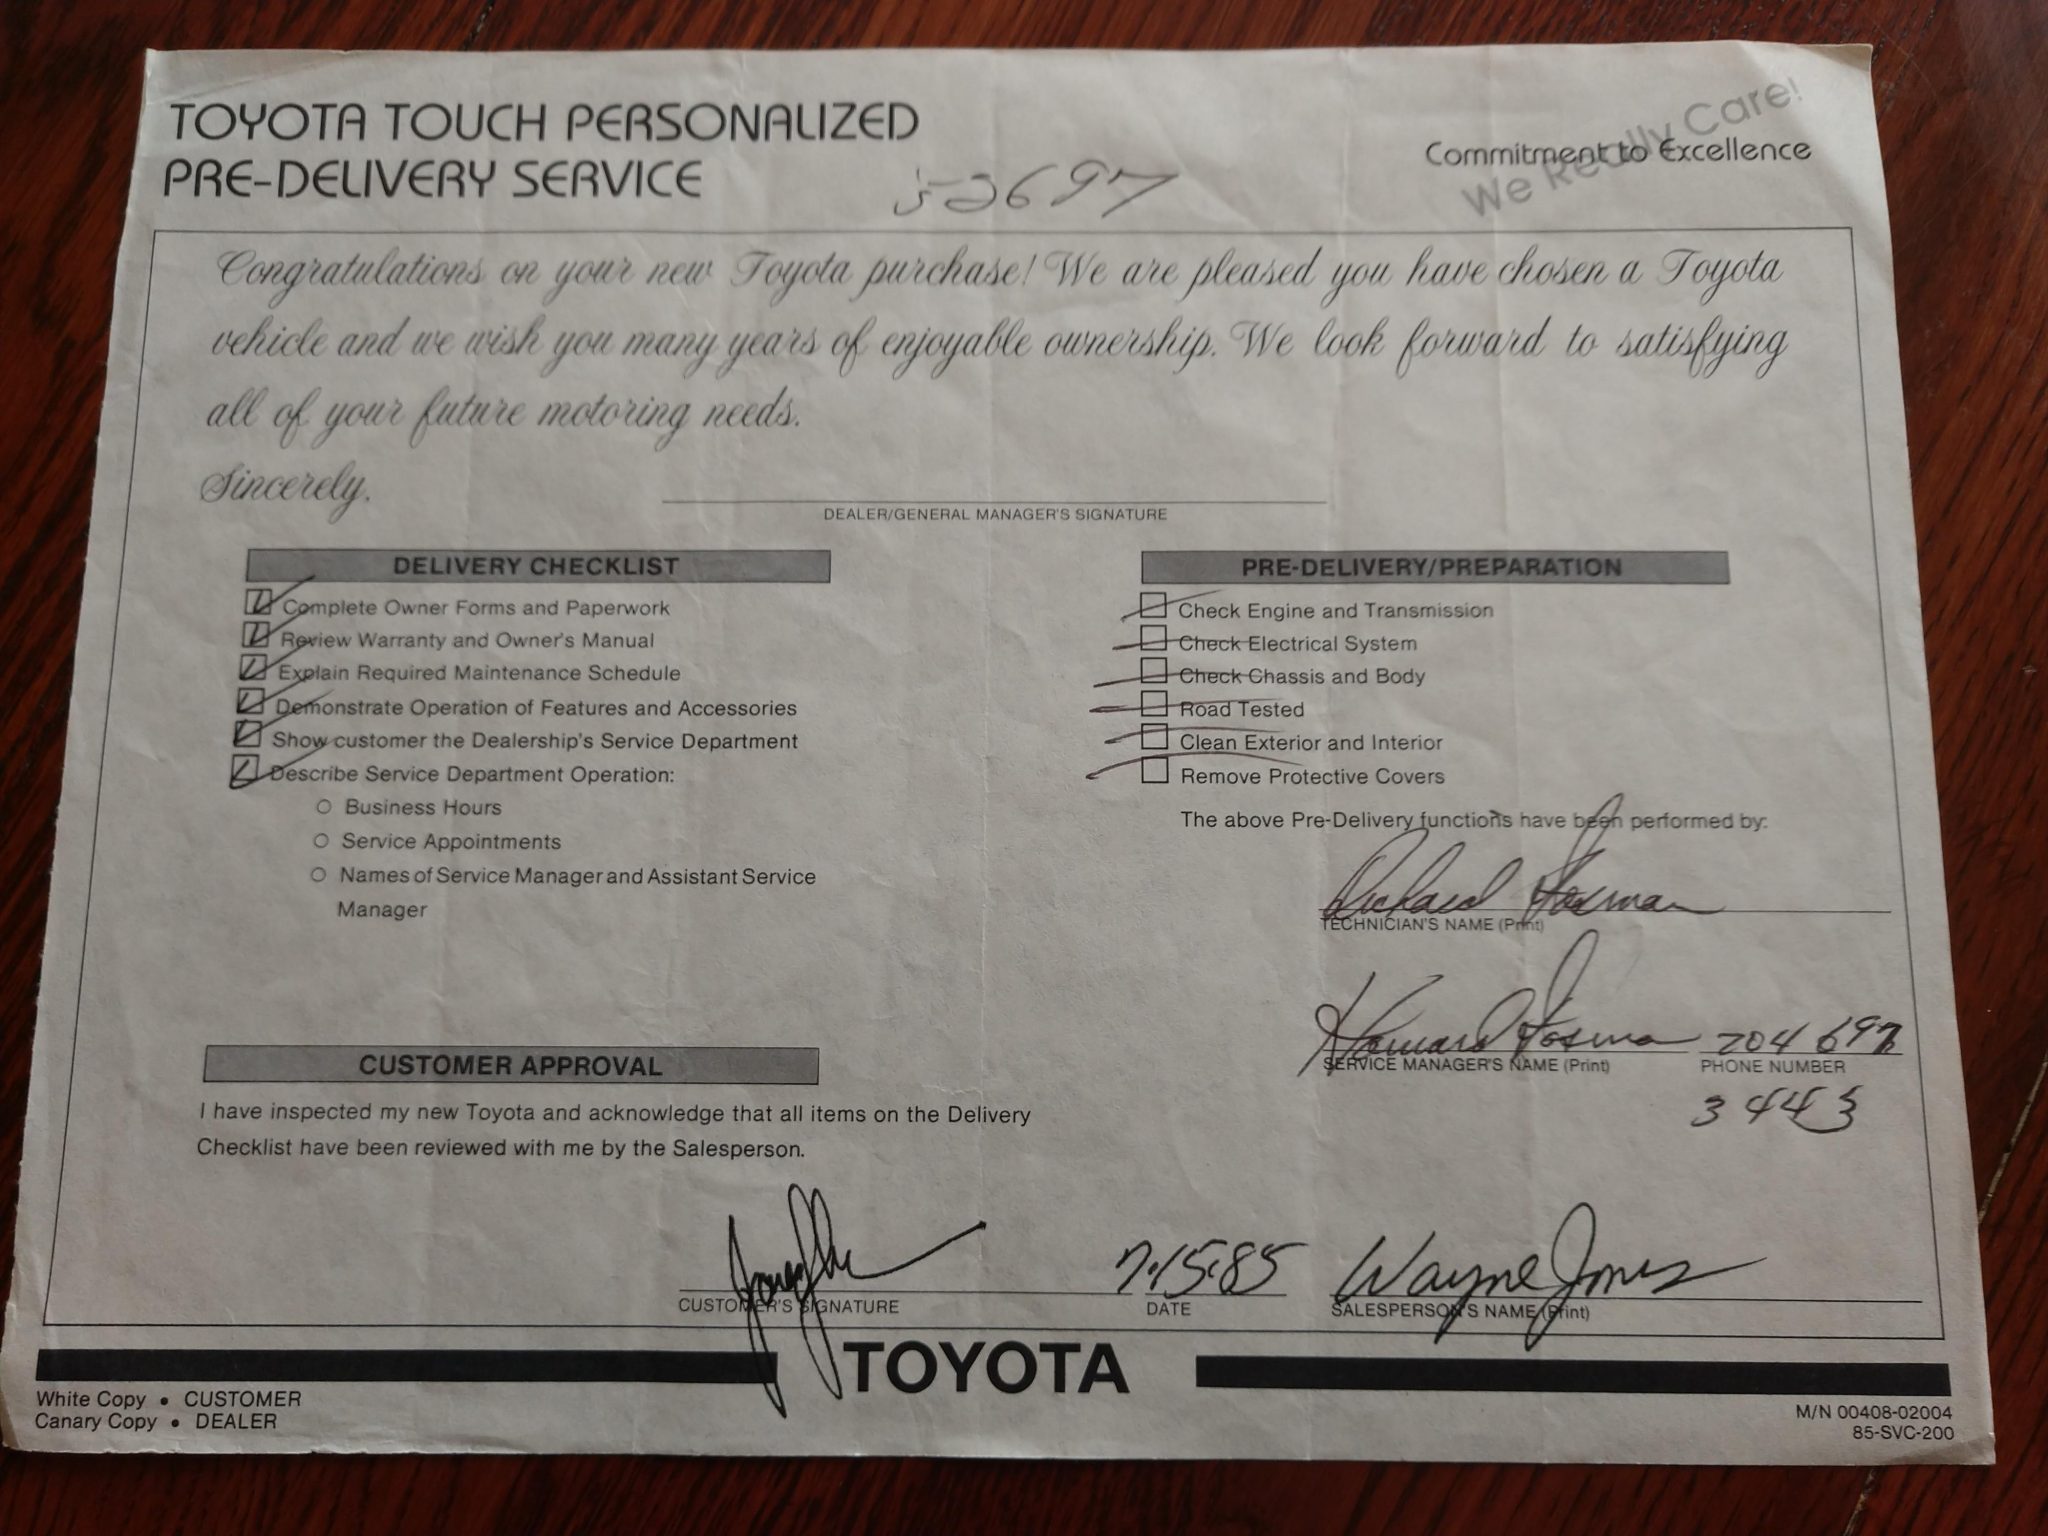 TOYOTA TOUCH PERSONALIZED
PRE-DELIVERY SERVICE
52697
Commitment to Excellence
We Really Care!
Congratulations on your new Toyota purchase! We are pleased you have chosen a Toyota
vehicle and we wish you many years of enjoyable ownership. We look forward to satisfying
all of your future motoring needs.
Sincerely,
DEALER/GENERAL MANAGER'S SIGNATURE
DELIVERY CHECKLIST
Complete Owner Forms and Paperwork
Review Warranty and Owner's Manual
Explain Required Maintenance Schedule
Demonstrate Operation of Features and Accessories
Show customer the Dealership's Service Department
Describe Service Department Operation:
○ Business Hours
○ Service Appointments
○ Names of Service Manager and Assistant Service
Manager
PRE-DELIVERY/PREPARATION
Check Engine and Transmission
Check Electrical System
Check Chassis and Body
Road Tested
Clean Exterior and Interior
Remove Protective Covers
The above Pre-Delivery functions have been performed by:
Richard
TECHNICIAN'S NAME (Print)
Howard 704 697
SERVICE MANAGER'S NAME (Print) PHONE NUMBER
3443
CUSTOMER APPROVAL
I have inspected my new Toyota and acknowledge that all items on the Delivery
Checklist have been reviewed with me by the Salesperson.
7-15-85 Wayne Jones
CUSTOMER'S SIGNATURE DATE SALESPERSON'S NAME (Print)
TOYOTA
White Copy • CUSTOMER
Canary Copy • DEALER
M/N 00408-02004
85-SVC-200